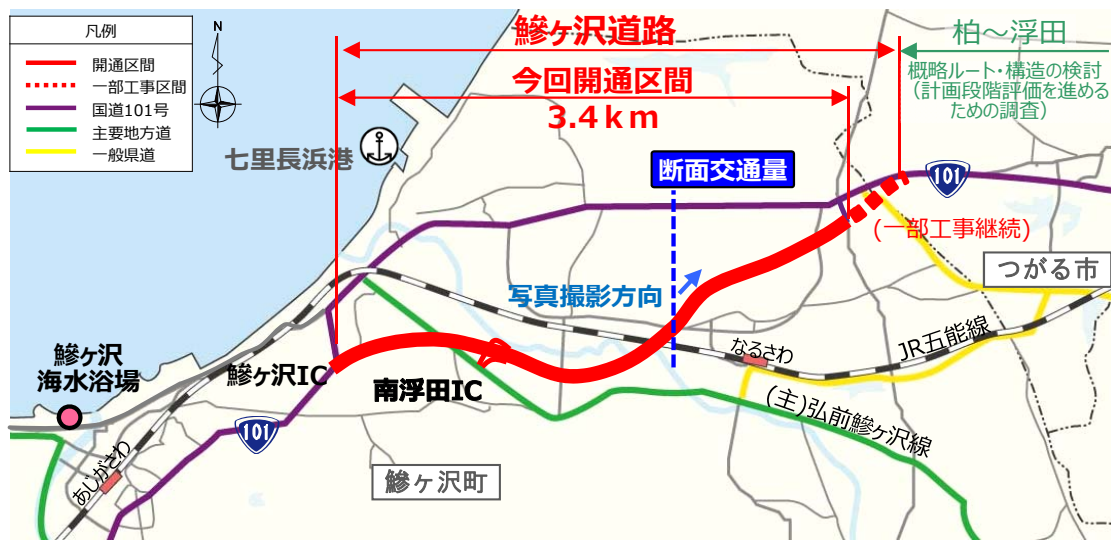 凡例
開通区間
一部工事区間
国道101号
主要地方道
一般県道
N
鰺ヶ沢道路
今回開通区間
3.4km
柏～浮田
概略ルート・構造の検討
(計画段階評価を進める
ための調査)
七里長浜港
断面交通量
101
(一部工事継続)
つがる市
写真撮影方向
JR五能線
なるさわ
鰺ヶ沢
海水浴場
鰺ヶ沢IC
南浮田IC
(主)弘前鰺ヶ沢線
101
あじがさわ
鰺ヶ沢町